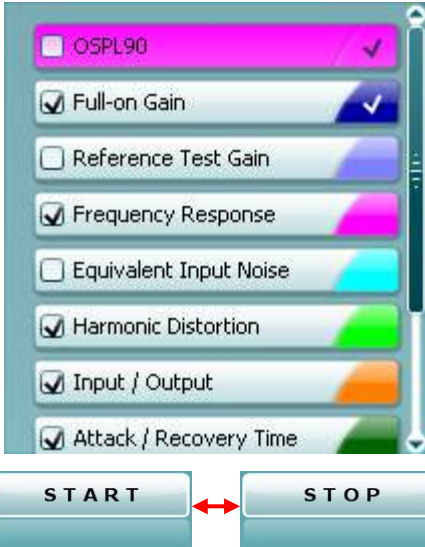 OSPL90
Full-on Gain
Reference Test Gain
Frequency Response
Equivalent Input Noise
Harmonic Distortion
Input / Output
Attack / Recovery Time
START STOP